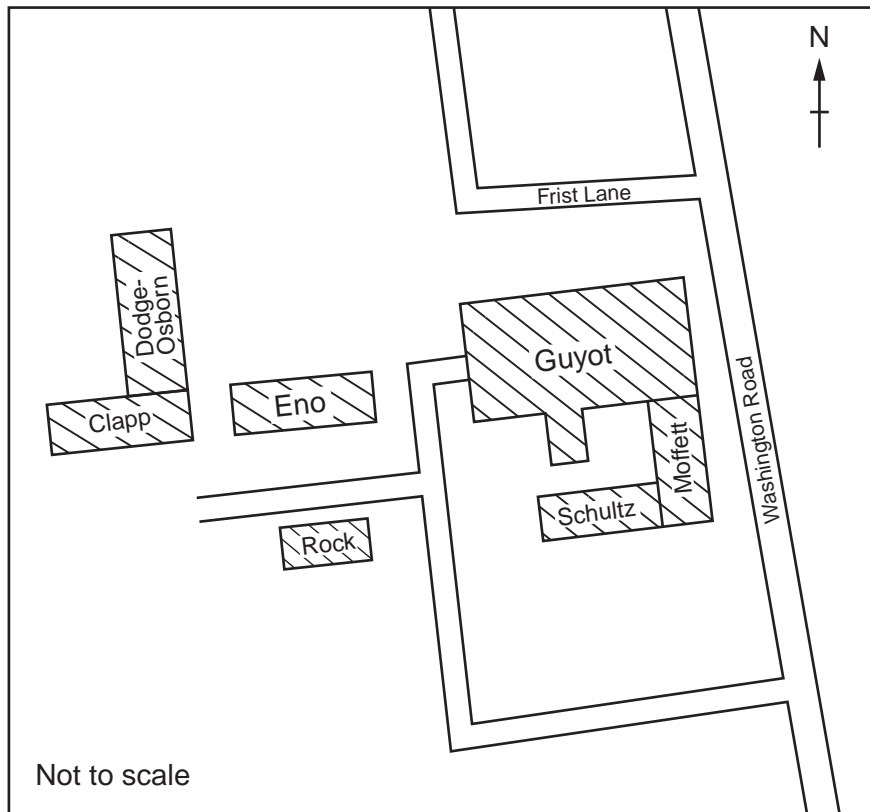 N
Frist Lane
Dodge-
Osborn
Guyot
Eno
Clapp
Washington Road
Moffett
Schultz
Rock
Not to scale